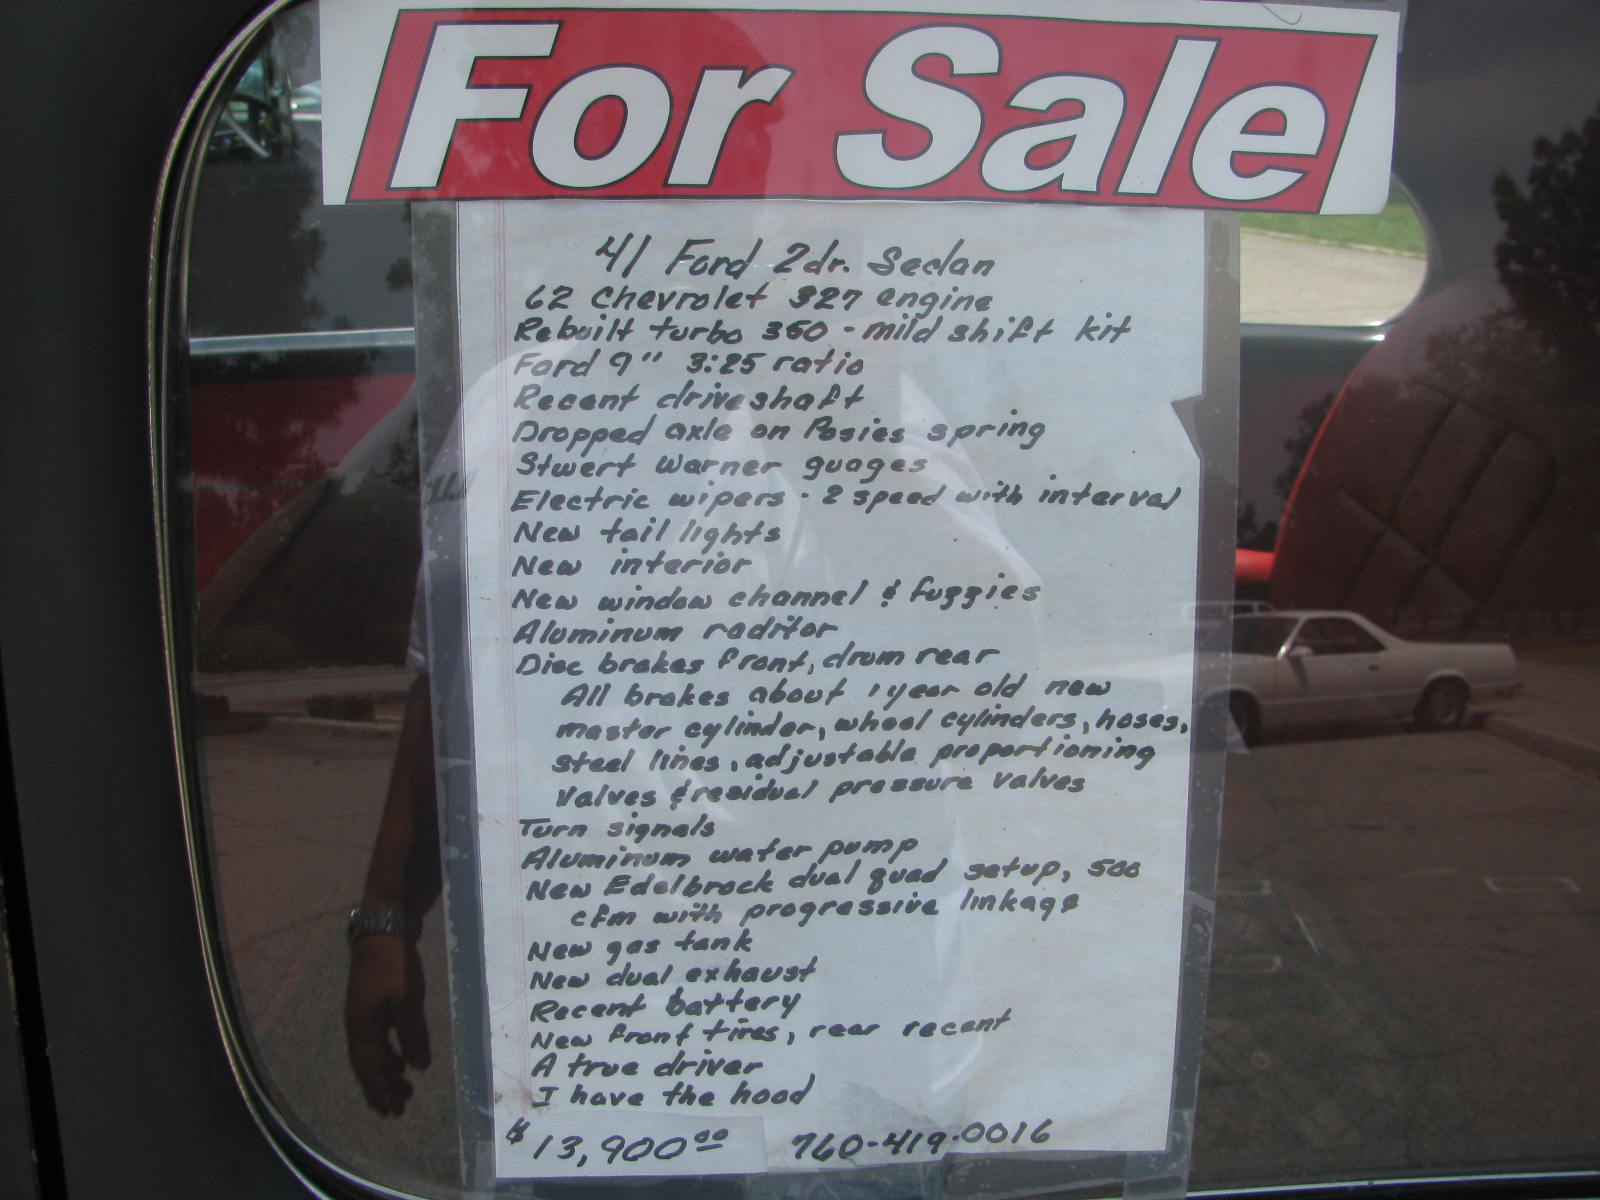 For Sale
41 Ford 2dr. Sedan
62 Chevrolet 327 engine
Rebuilt turbo 350 - mild shift kit
Ford 9" 3:25 ratio
Recent driveshaft
Dropped axle on Posies spring
Stwert Warner guages
Electric wipers - 2 speed with interval
New tail lights
New interior
New window channel & fuzzies
Aluminum raditor
Disc brakes front, drum rear
All brakes about 1 year old new
master cylinder, wheel cylinders, hoses,
steel lines, adjustable proportioning
valves & residual pressure valves
Turn signals
Aluminum water pump
New Edelbrock dual quad setup, 500
cfm with progressive linkage
New gas tank
New dual exhaust
Recent battery
New front tires, rear recent
A true driver
I have the hood
$13,900.00 760-419-0016